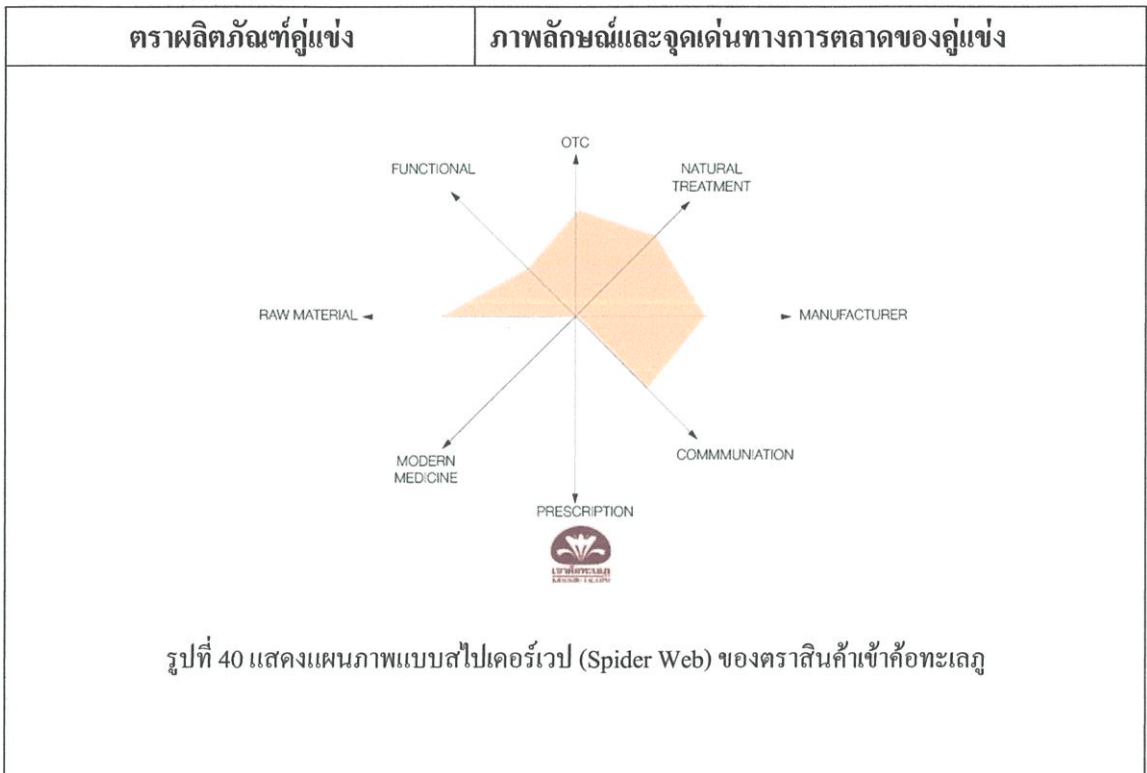 ตราผลิตภัณฑ์คู่แข่ง
ภาพลักษณ์และจุดเด่นทางการตลาดของคู่แข่ง
OTC
FUNCTIONAL
NATURAL
TREATMENT
RAW MATERIAL
MANUFACTURER
MODERN
MEDICINE
COMMMUNIATION
PRESCRIPTION
รูปที่ 40 แสดงแผนภาพแบบสไปเดอร์เวป (Spider Web) ของตราสินค้าเข้าค้อทะเลภู